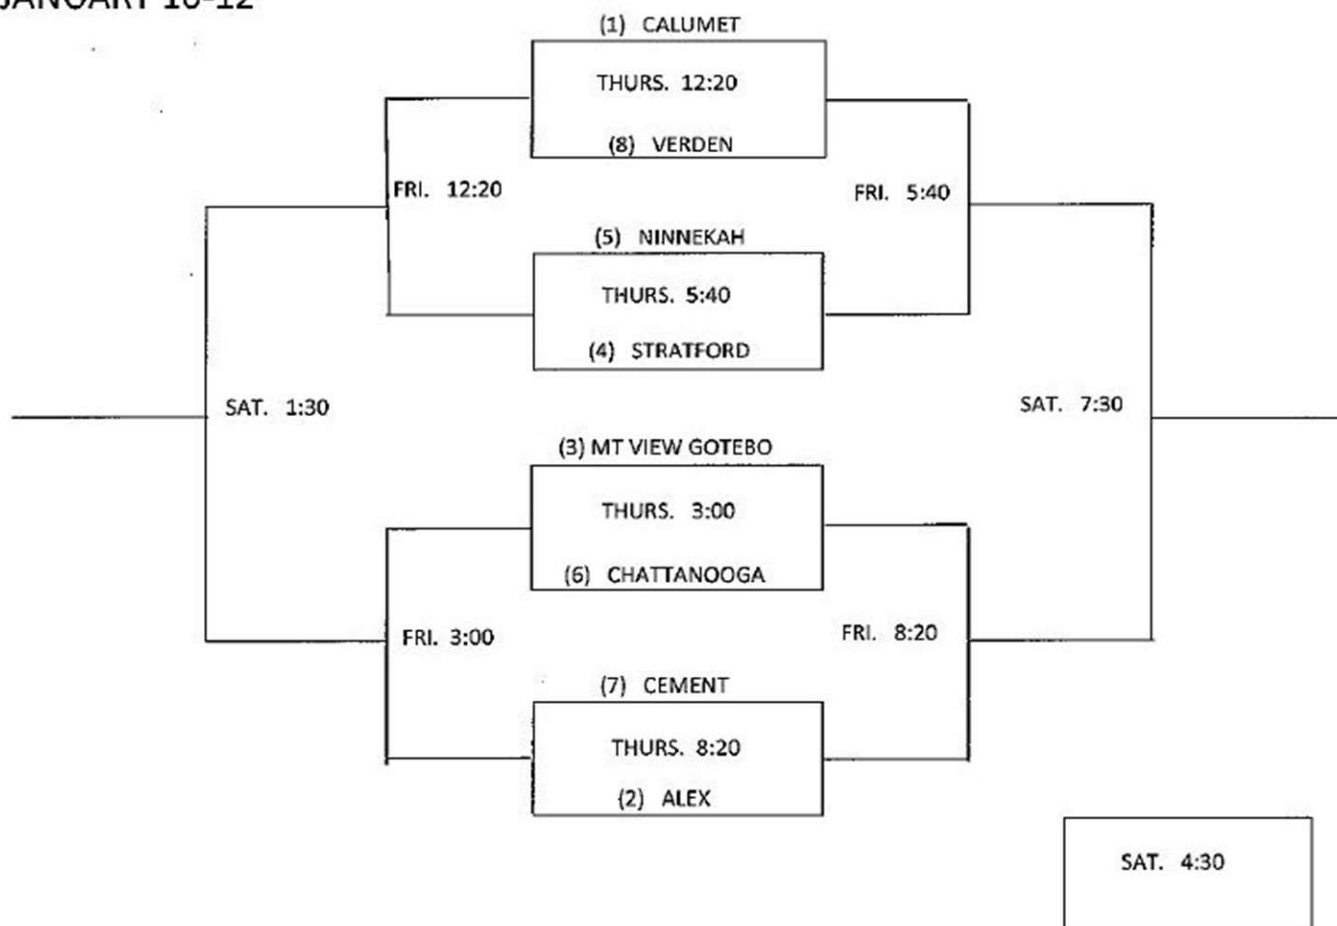 JANUARY 10-12
(1) CALUMET
THURS. 12:20
(8) VERDEN
FRI. 12:20
FRI. 5:40
(5) NINNEKAH
THURS. 5:40
(4) STRATFORD
SAT. 1:30
SAT. 7:30
(3) MT VIEW GOTEBO
THURS. 3:00
(6) CHATTANOOGA
FRI. 3:00
FRI. 8:20
(7) CEMENT
THURS. 8:20
(2) ALEX
SAT. 4:30